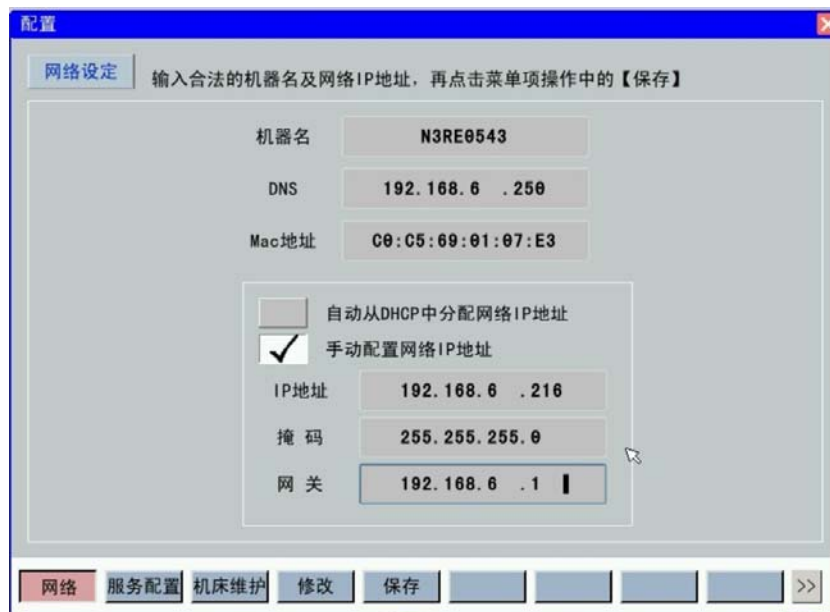 配置
网络设定 输入合法的机器名及网络IP地址，再点击菜单项操作中的【保存】
机器名 N3RE0543
DNS 192.168.6 .250
Mac地址 C0:C5:69:01:07:E3
自动从DHCP中分配网络IP地址
手动配置网络IP地址
IP地址 192.168.6 .216
掩 码 255.255.255.0
网 关 192.168.6 .1
网络 服务配置 机床维护 修改 保存 >>